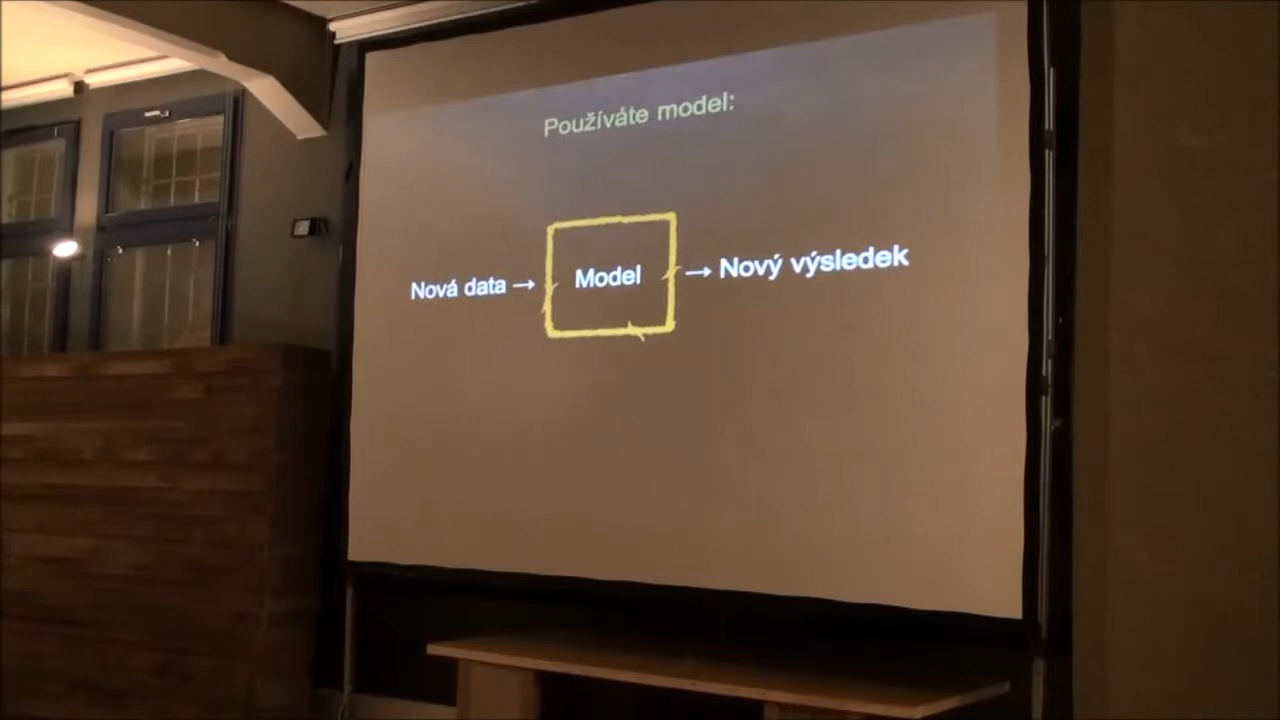 Používáte model:
Nová data → Model → Nový výsledek